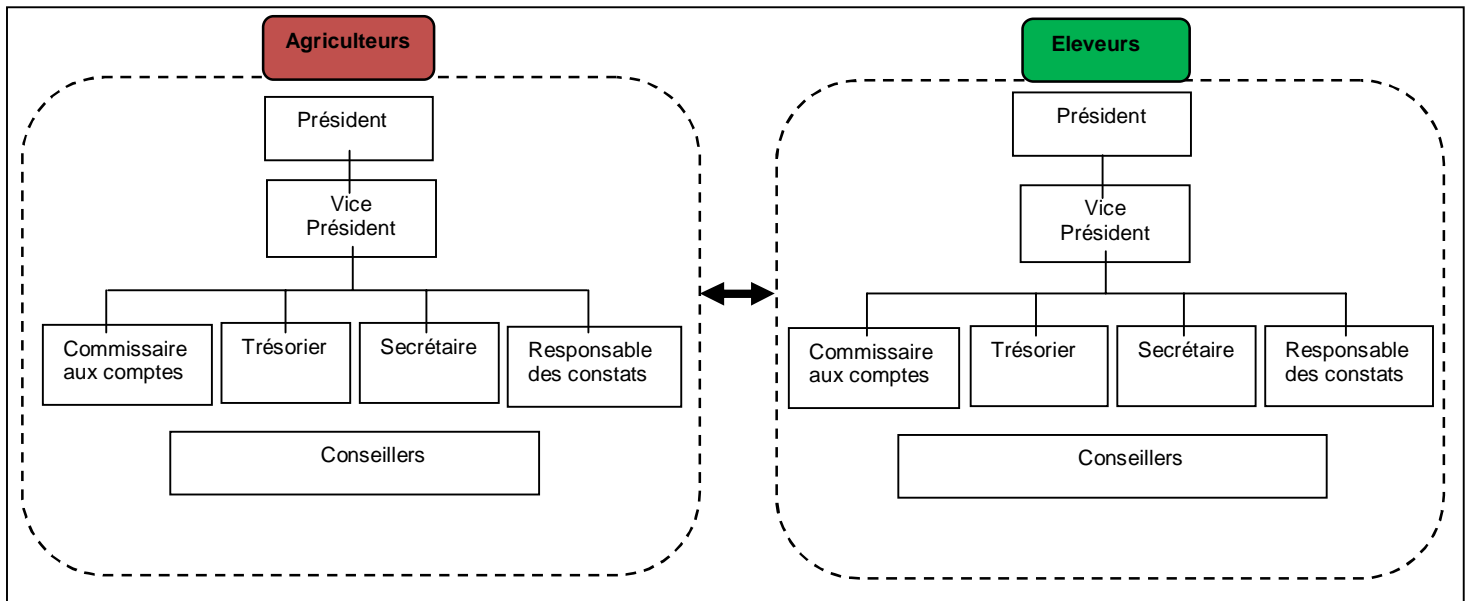 Agriculteurs
Président
Vice
Président
Commissaire
aux comptes
Trésorier
Secrétaire
Responsable
des constats
Conseillers
Eleveurs
Président
Vice
Président
Commissaire
aux comptes
Trésorier
Secrétaire
Responsable
des constats
Conseillers